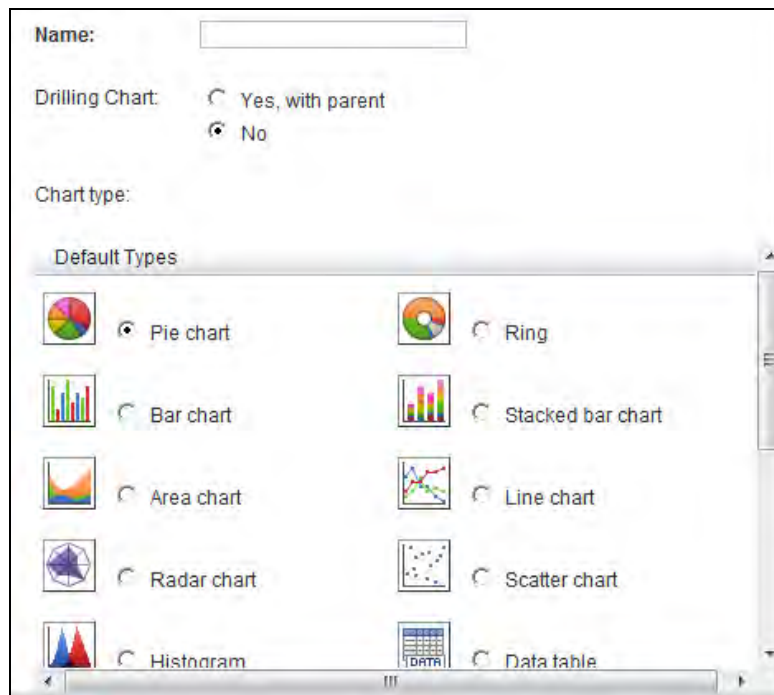 Name:
Drilling Chart: Yes, with parent
No
Chart type:
Default Types
Pie chart Ring
Bar chart Stacked bar chart
Area chart Line chart
Radar chart Scatter chart
Histogram DATA Data table